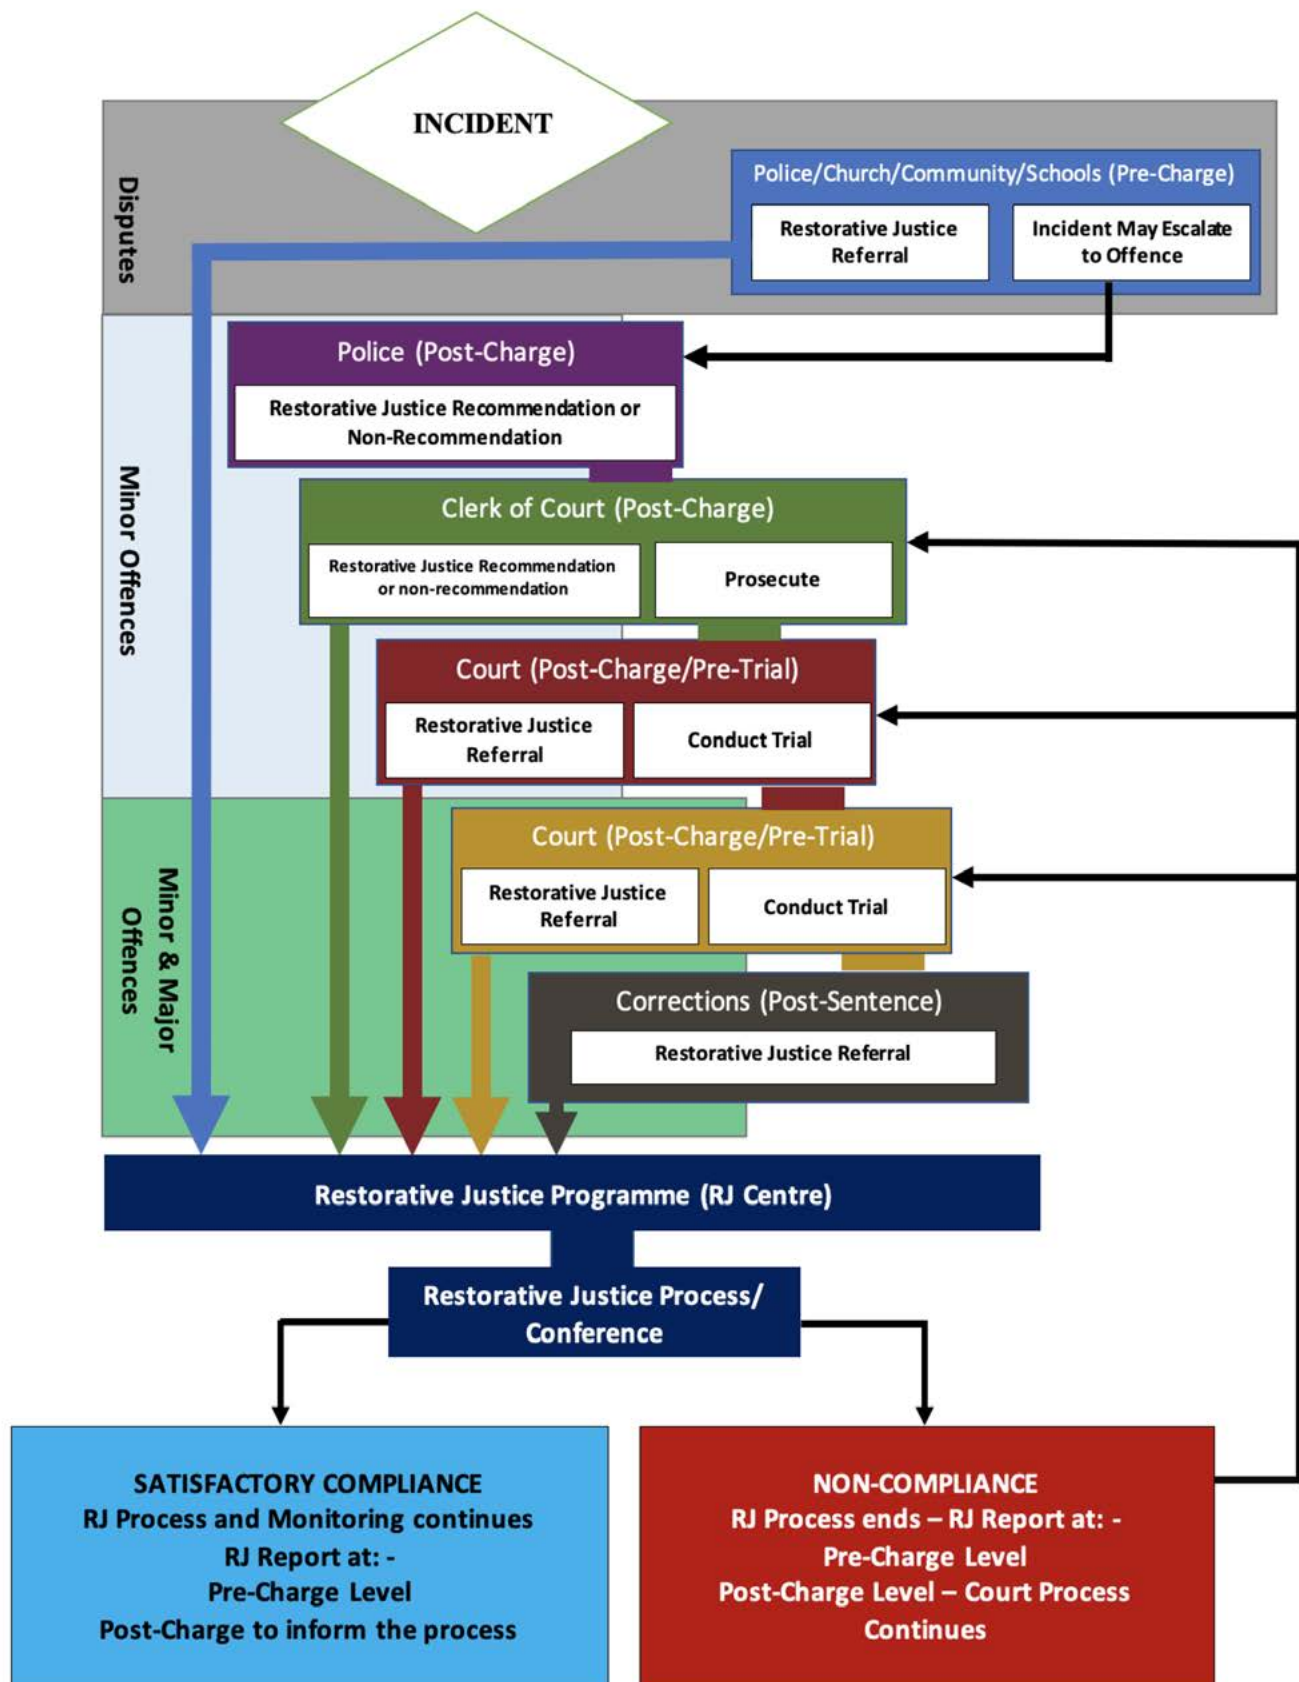 INCIDENT
Disputes
Police/Church/Community/Schools (Pre-Charge)
Restorative Justice
Referral
Incident May Escalate
to Offence
Minor Offences
Police (Post-Charge)
Restorative Justice Recommendation or
Non-Recommendation
Clerk of Court (Post-Charge)
Restorative Justice Recommendation
or non-recommendation
Prosecute
Court (Post-Charge/Pre-Trial)
Restorative Justice
Referral
Conduct Trial
Minor & Major
Offences
Court (Post-Charge/Pre-Trial)
Restorative Justice
Referral
Conduct Trial
Corrections (Post-Sentence)
Restorative Justice Referral
Restorative Justice Programme (RJ Centre)
Restorative Justice Process/
Conference
SATISFACTORY COMPLIANCE
RJ Process and Monitoring continues
RJ Report at: -
Pre-Charge Level
Post-Charge to inform the process
NON-COMPLIANCE
RJ Process ends – RJ Report at: -
Pre-Charge Level
Post-Charge Level – Court Process
Continues